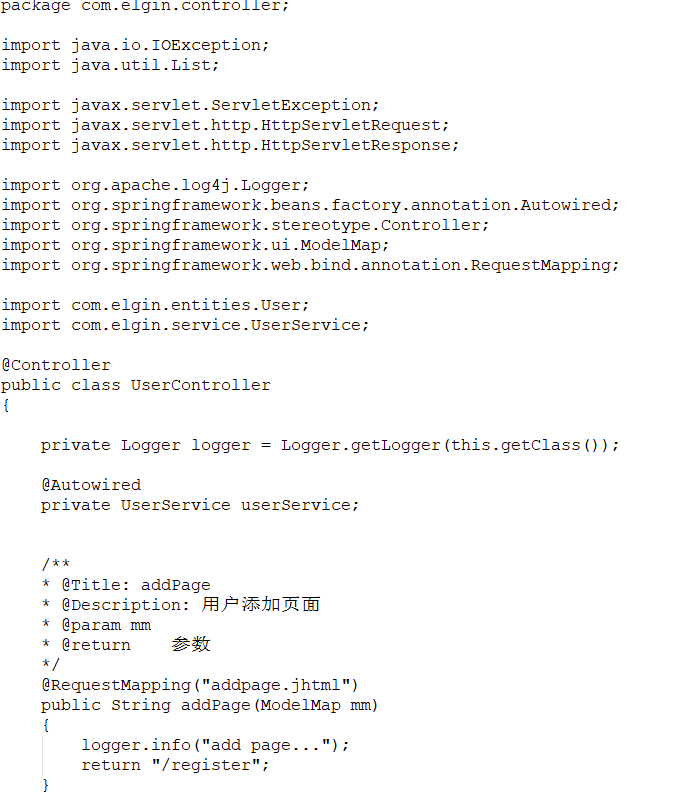 package com.elgin.controller;
import java.io.IOException;
import java.util.List;
import javax.servlet.ServletException;
import javax.servlet.http.HttpServletRequest;
import javax.servlet.http.HttpServletResponse;
import org.apache.log4j.Logger;
import org.springframework.beans.factory.annotation.Autowired;
import org.springframework.stereotype.Controller;
import org.springframework.ui.ModelMap;
import org.springframework.web.bind.annotation.RequestMapping;
import com.elgin.entities.User;
import com.elgin.service.UserService;
@Controller
public class UserController
{
    private Logger logger = Logger.getLogger(this.getClass());
    @Autowired
    private UserService userService;
    /**
    * @Title: addPage
    * @Description: 用户添加页面
    * @param mm
    * @return    参数
    */
    @RequestMapping("addpage.jhtml")
    public String addPage(ModelMap mm)
    {
        logger.info("add page...");
        return "/register";
    }